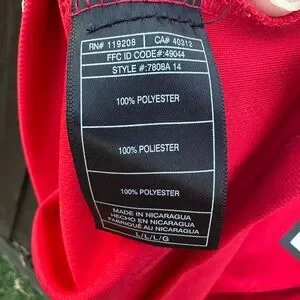 RN# 119208 CA# 40312
FFC ID CODE:#49044
STYLE #:7808A 14
100% POLYESTER
100% POLYESTER
100% POLYESTER
MADE IN NICARAGUA
HECHO EN NICARAGUA
FABRIQUÉ AU NICARAGUA
L/L/L/G